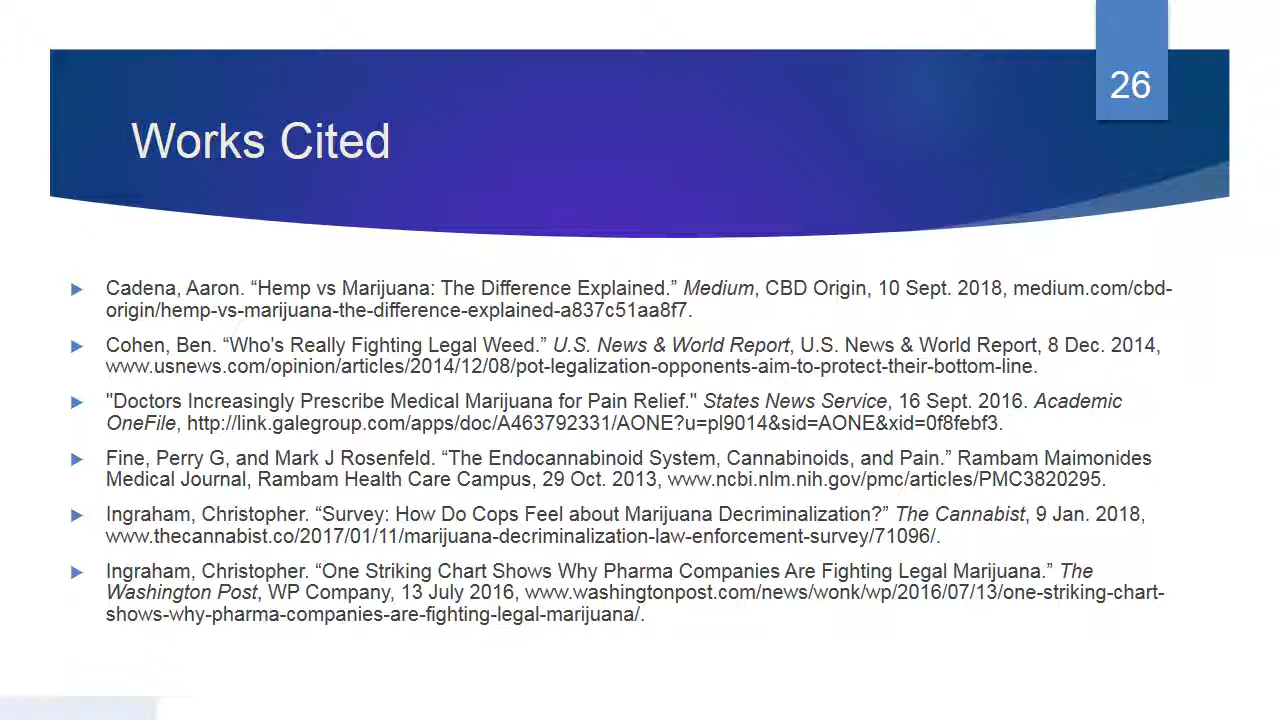 26
Works Cited
Cadena, Aaron. “Hemp vs Marijuana: The Difference Explained.” Medium, CBD Origin, 10 Sept. 2018, medium.com/cbd-
origin/hemp-vs-marijuana-the-difference-explained-a837c51aa8f7.
Cohen, Ben. “Who's Really Fighting Legal Weed.” U.S. News & World Report, U.S. News & World Report, 8 Dec. 2014,
www.usnews.com/opinion/articles/2014/12/08/pot-legalization-opponents-aim-to-protect-their-bottom-line.
"Doctors Increasingly Prescribe Medical Marijuana for Pain Relief." States News Service, 16 Sept. 2016. Academic
OneFile, http://link.galegroup.com/apps/doc/A463792331/AONE?u=pl9014&sid=AONE&xid=0f8febf3.
Fine, Perry G, and Mark J Rosenfeld. “The Endocannabinoid System, Cannabinoids, and Pain.” Rambam Maimonides
Medical Journal, Rambam Health Care Campus, 29 Oct. 2013, www.ncbi.nlm.nih.gov/pmc/articles/PMC3820295.
Ingraham, Christopher. “Survey: How Do Cops Feel about Marijuana Decriminalization?” The Cannabist, 9 Jan. 2018,
www.thecannabist.co/2017/01/11/marijuana-decriminalization-law-enforcement-survey/71096/.
Ingraham, Christopher. “One Striking Chart Shows Why Pharma Companies Are Fighting Legal Marijuana.” The
Washington Post, WP Company, 13 July 2016, www.washingtonpost.com/news/wonk/wp/2016/07/13/one-striking-chart-
shows-why-pharma-companies-are-fighting-legal-marijuana/.